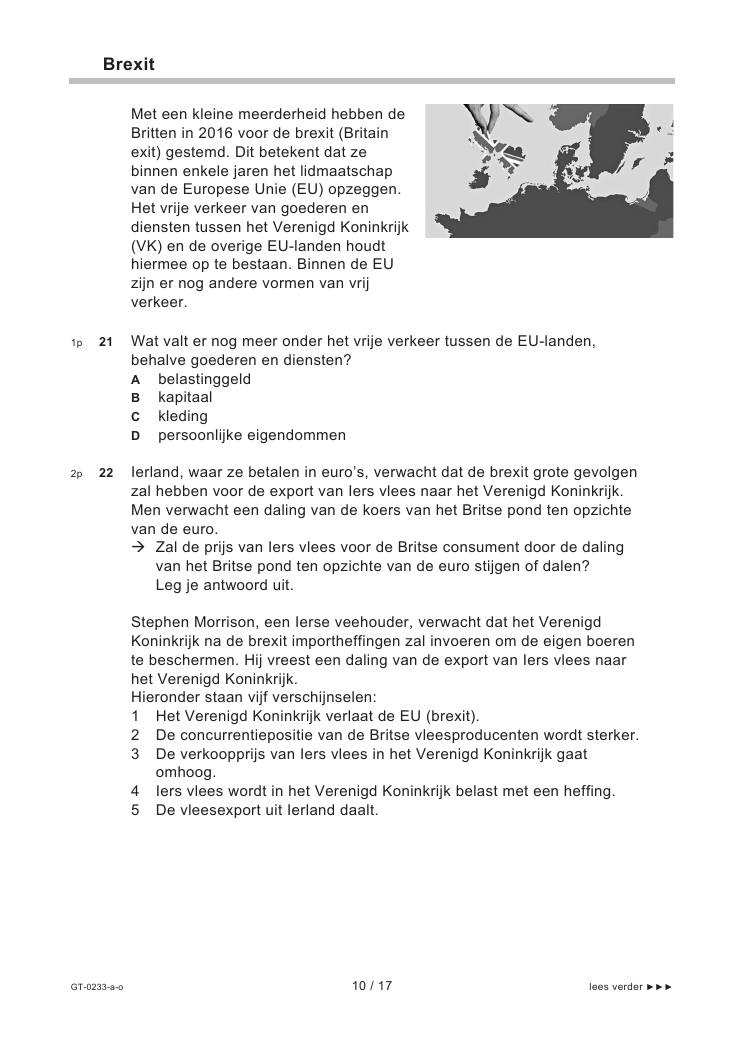 Brexit
Met een kleine meerderheid hebben de
Britten in 2016 voor de brexit (Britain
exit) gestemd. Dit betekent dat ze
binnen enkele jaren het lidmaatschap
van de Europese Unie (EU) opzeggen.
Het vrije verkeer van goederen en
diensten tussen het Verenigd Koninkrijk
(VK) en de overige EU-landen houdt
hiermee op te bestaan. Binnen de EU
zijn er nog andere vormen van vrij
verkeer.
1p 21 Wat valt er nog meer onder het vrije verkeer tussen de EU-landen,
behalve goederen en diensten?
A belastinggeld
B kapitaal
C kleding
D persoonlijke eigendommen
2p 22 Ierland, waar ze betalen in euro’s, verwacht dat de brexit grote gevolgen
zal hebben voor de export van Iers vlees naar het Verenigd Koninkrijk.
Men verwacht een daling van de koers van het Britse pond ten opzichte
van de euro.
→ Zal de prijs van Iers vlees voor de Britse consument door de daling
van het Britse pond ten opzichte van de euro stijgen of dalen?
Leg je antwoord uit.
Stephen Morrison, een Ierse veehouder, verwacht dat het Verenigd
Koninkrijk na de brexit importheffingen zal invoeren om de eigen boeren
te beschermen. Hij vreest een daling van de export van Iers vlees naar
het Verenigd Koninkrijk.
Hieronder staan vijf verschijnselen:
1 Het Verenigd Koninkrijk verlaat de EU (brexit).
2 De concurrentiepositie van de Britse vleesproducenten wordt sterker.
3 De verkoopprijs van Iers vlees in het Verenigd Koninkrijk gaat
omhoog.
4 Iers vlees wordt in het Verenigd Koninkrijk belast met een heffing.
5 De vleesexport uit Ierland daalt.
GT-0233-a-o 10 / 17 lees verder ►►►